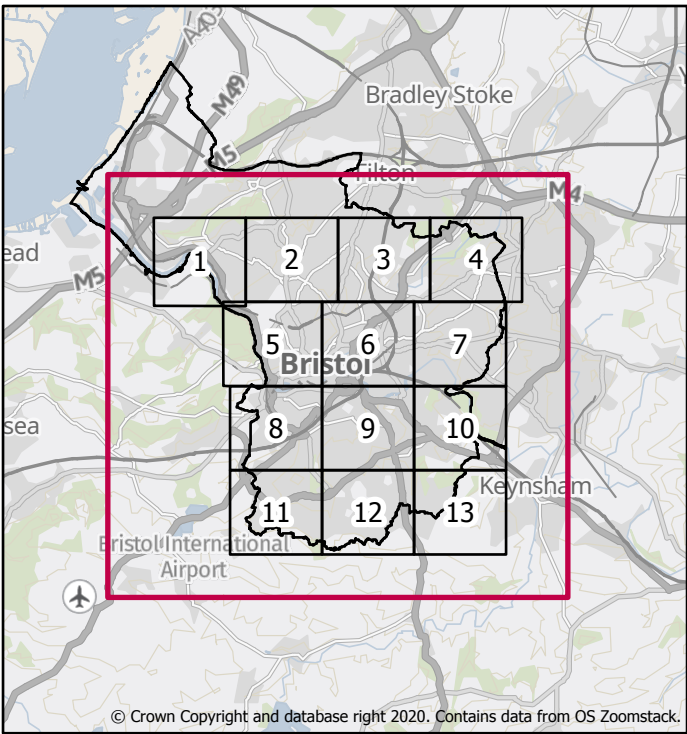 A403
M49
Bradley Stoke
M5
Filton
M4
ead
1
2
3
4
M5
5
6
7
Bristol
sea
8
9
10
Keynsham
11
12
13
Bristol International
Airport
© Crown Copyright and database right 2020. Contains data from OS Zoomstack.